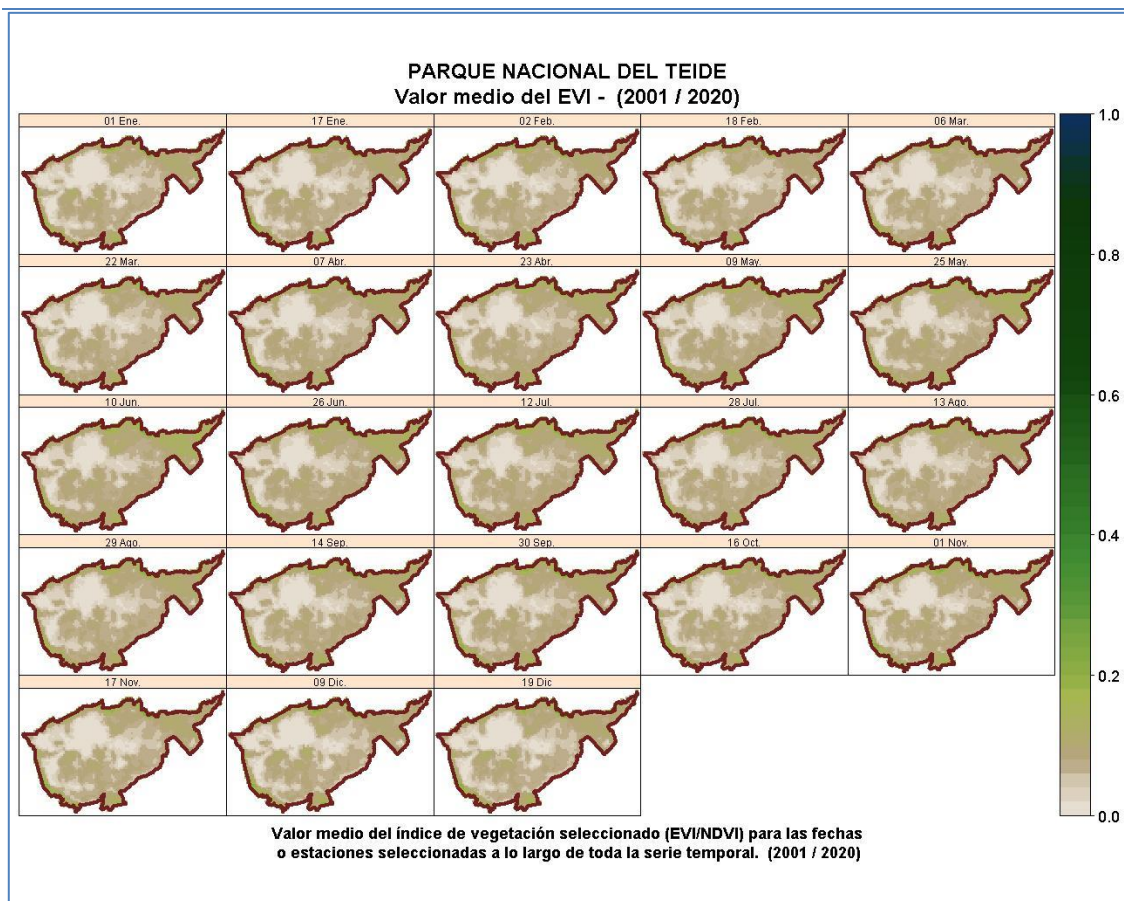 PARQUE NACIONAL DEL TEIDE
Valor medio del EVI - (2001 / 2020)
01 Ene.
17 Ene.
02 Feb.
18 Feb.
06 Mar.
22 Mar.
07 Abr.
23 Abr.
09 May.
25 May.
10 Jun.
26 Jun.
12 Jul.
28 Jul.
13 Ago.
29 Ago.
14 Sep.
30 Sep.
16 Oct.
01 Nov.
17 Nov.
09 Dic.
19 Dic
1.0
0.8
0.6
0.4
0.2
0.0
Valor medio del índice de vegetación seleccionado (EVI/NDVI) para las fechas
o estaciones seleccionadas a lo largo de toda la serie temporal. (2001 / 2020)